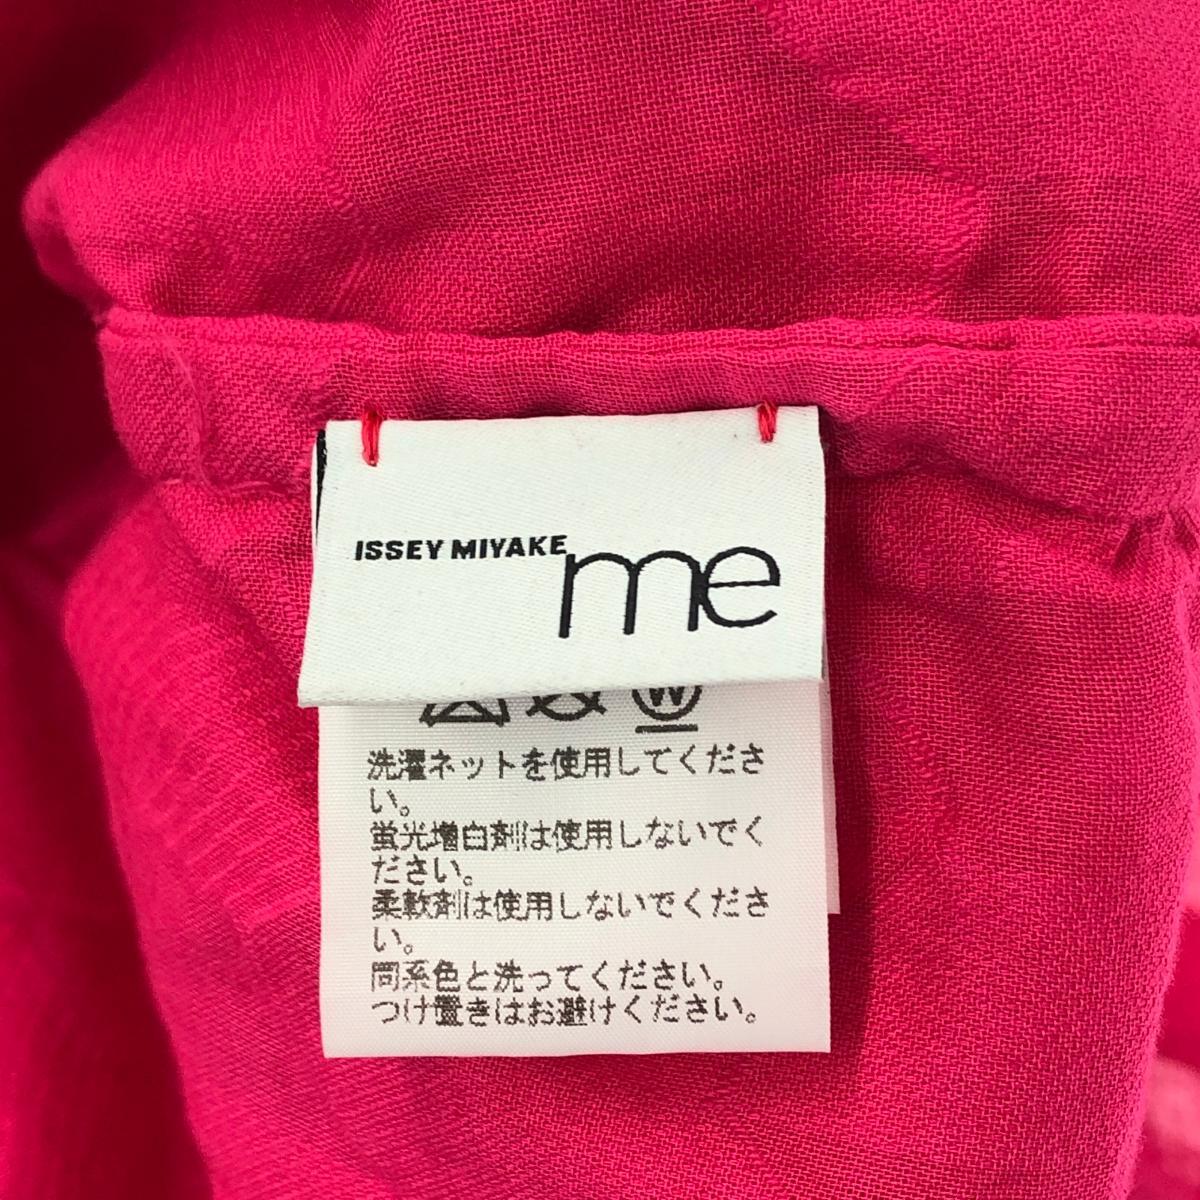 ISSEY MIYAKE
me
W
洗濯ネットを使用してくださ
い。
蛍光増白剤は使用しないでく
ださい。
柔軟剤は使用しないでくださ
い。
同系色と洗ってください。
つけ置きはお避けください。